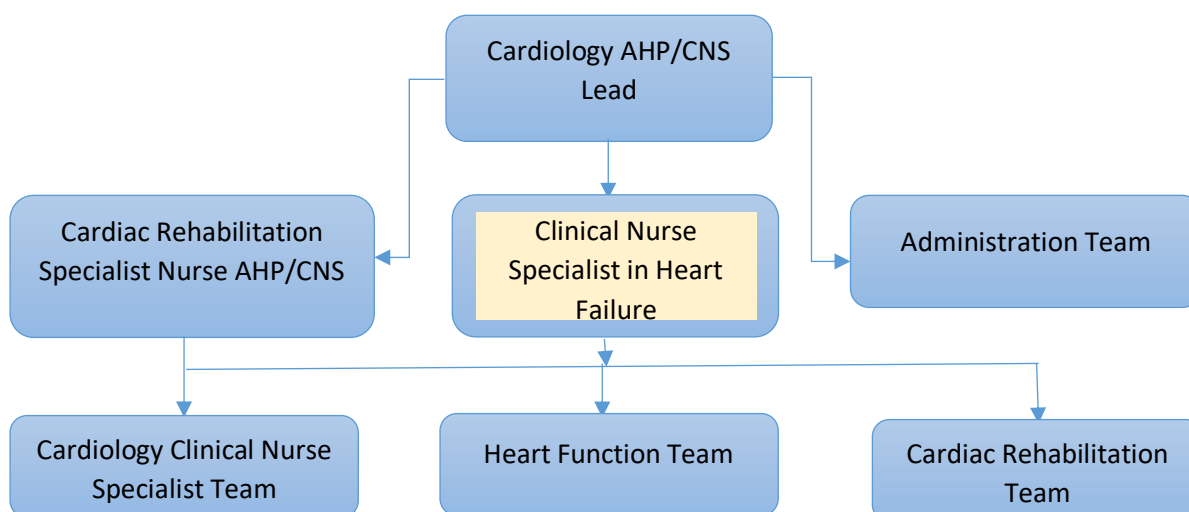 Cardiology AHP/CNS
Lead
Cardiac Rehabilitation
Specialist Nurse AHP/CNS
Clinical Nurse
Specialist in Heart
Failure
Administration Team
Cardiology Clinical Nurse
Specialist Team
Heart Function Team
Cardiac Rehabilitation
Team